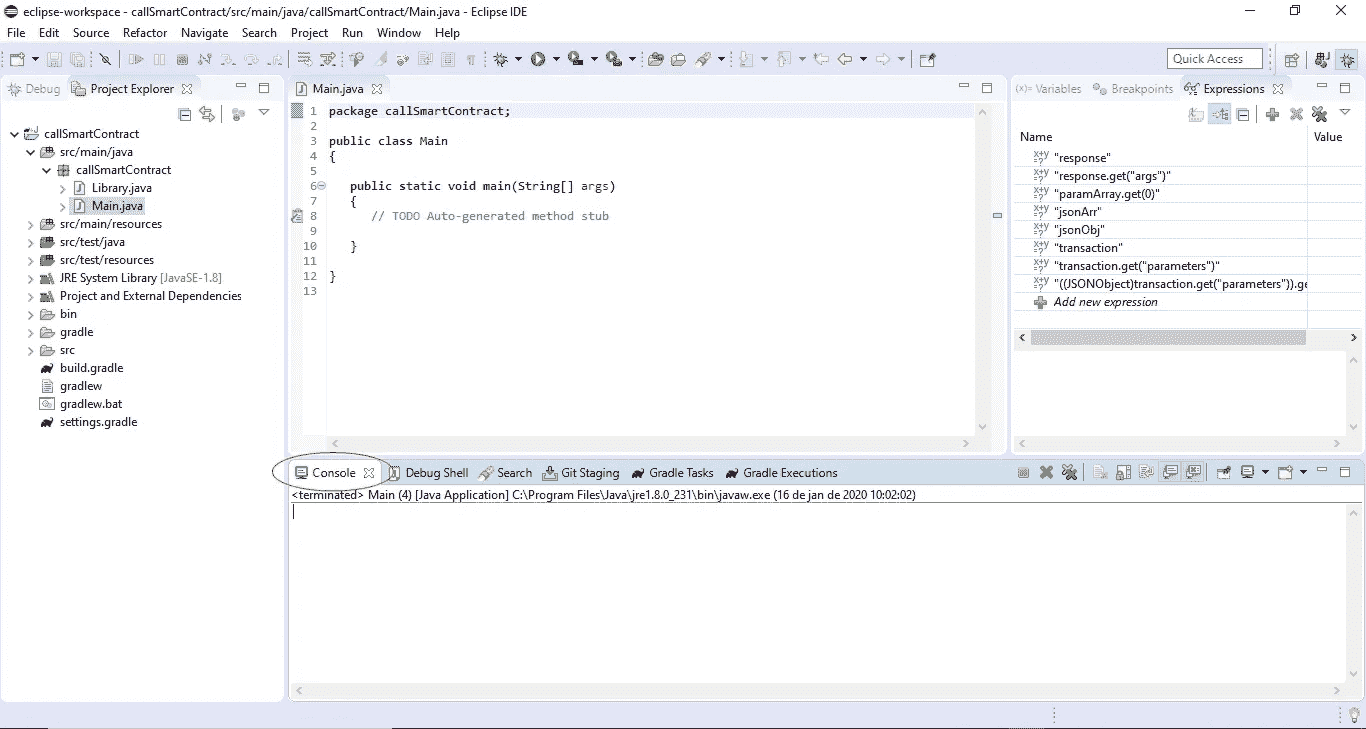 eclipse-workspace - callSmartContract/src/main/java/callSmartContract/Main.java - Eclipse IDE
File Edit Source Refactor Navigate Search Project Run Window Help
Quick Access
Debug Project Explorer
callSmartContract
src/main/java
callSmartContract
Library.java
Main.java
src/main/resources
src/test/java
src/test/resources
JRE System Library [JavaSE-1.8]
Project and External Dependencies
bin
gradle
src
build.gradle
gradlew
gradlew.bat
settings.gradle
Main.java
1 package callSmartContract;
2
3 public class Main
4 {
5
6 public static void main(String[] args)
7 {
8 // TODO Auto-generated method stub
9
10 }
11
12 }
13
(x)= Variables Breakpoints Expressions
Name Value
"response"
"response.get("args")"
"paramArray.get(0)"
"jsonArr"
"jsonObj"
"transaction"
"transaction.get("parameters")"
"((JSONObject)transaction.get("parameters")).ge
Add new expression
Console Debug Shell Search Git Staging Gradle Tasks Gradle Executions
<terminated> Main (4) [Java Application] C:\Program Files\Java\jre1.8.0_231\bin\javaw.exe (16 de jan de 2020 10:02:02)